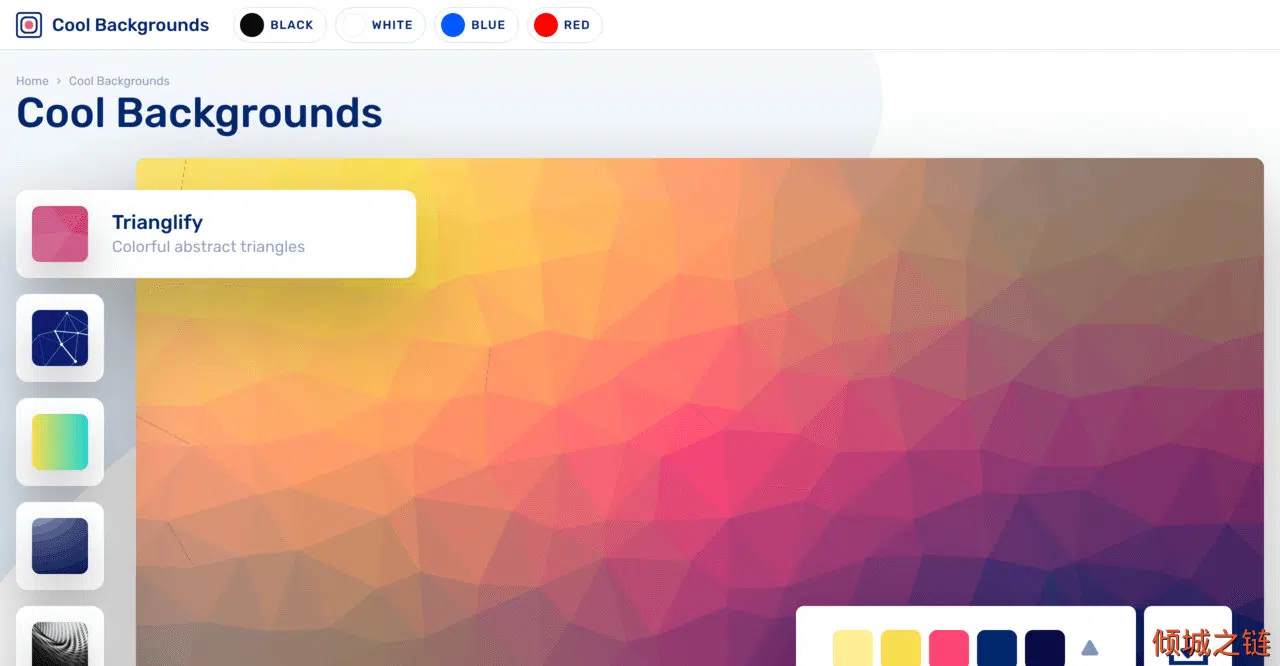 Cool Backgrounds
BLACK
WHITE
BLUE
RED
Home › Cool Backgrounds
Cool Backgrounds
Trianglify
Colorful abstract triangles
倾城之链